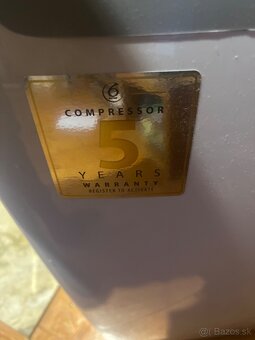 COMPRESSOR
5
YEARS
WARRANTY
REGISTER TO ACTIVATE
Bazos.sk